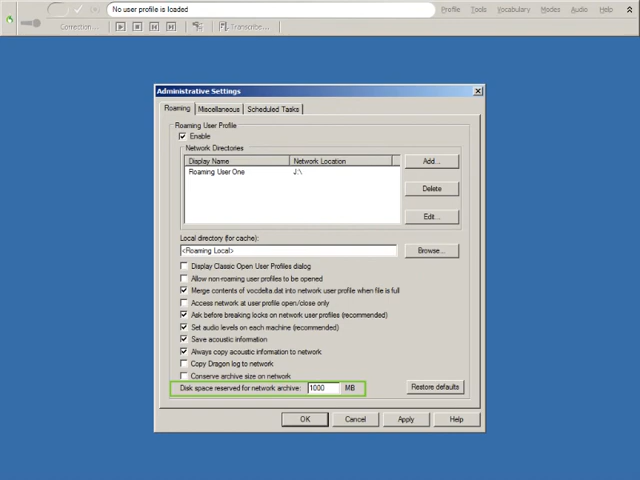 No user profile is loaded
Profile Tools Vocabulary Modes Audio Help
Correction... Transcribe...
Administrative Settings
Roaming Miscellaneous Scheduled Tasks
Roaming User Profile
Enable
Network Directories
Display Name Network Location
Roaming User One J:\
Add...
Delete
Edit...
Local directory (for cache):
<Roaming Local> Browse...
Display Classic Open User Profiles dialog
Allow non-roaming user profiles to be opened
Merge contents of vocdelta.dat into network user profile when file is full
Access network at user profile open/close only
Ask before breaking locks on network user profiles (recommended)
Set audio levels on each machine (recommended)
Save acoustic information
Always copy acoustic information to network
Copy Dragon log to network
Conserve archive size on network
Disk space reserved for network archive: 1000 MB Restore defaults
OK Cancel Apply Help